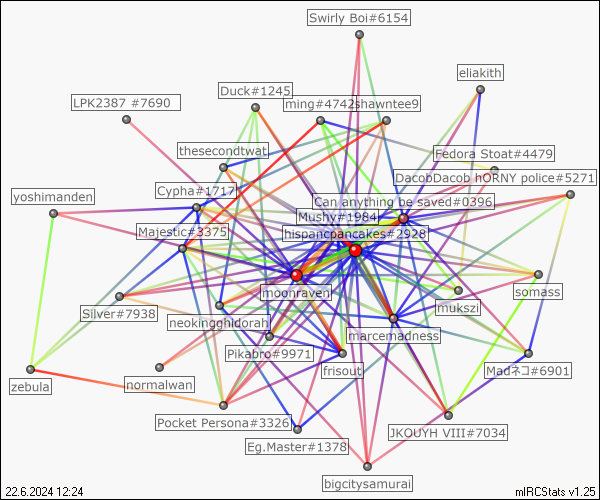 Swirly Boi#6154
eliakith
Duck#1245
LPK2387 #7690
ming#4742
shawntee9
thesecondtwat
Fedora Stoat#4479
DacobDacob hORNY police#5271
Cypha#1717
yoshimanden
Can anything be saved#0396
Mushy#1984
Majestic#3375
hispancpancakes#2928
somass
moonraven
mukszi
Silver#7938
neokingghidorah
marcemadness
Pikabro#9971
frisout
Madネコ#6901
zebula
normalwan
Pocket Persona#3326
JKOUYH VIII#7034
Eg.Master#1378
bigcitysamurai
22.6.2024 12:24
mIRCStats v1.25